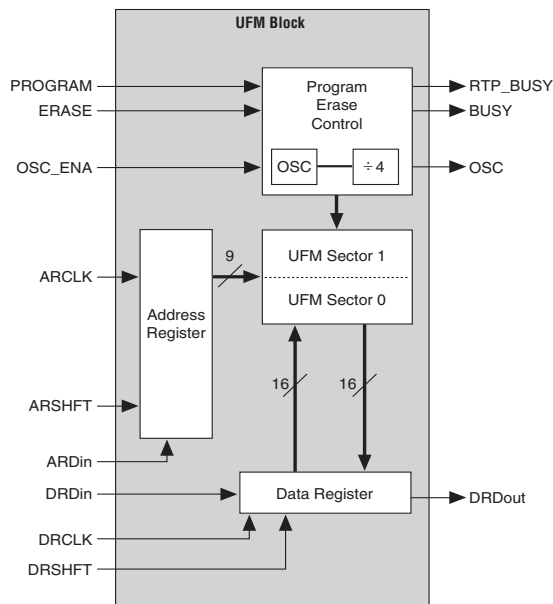 UFM Block
PROGRAM
ERASE
OSC_ENA
Program
Erase
Control
OSC
÷ 4
RTP_BUSY
BUSY
OSC
UFM Sector 1
UFM Sector 0
9
ARCLK
Address
Register
ARSHFT
ARDin
16
16
DRDin
Data Register
DRDout
DRCLK
DRSHFT